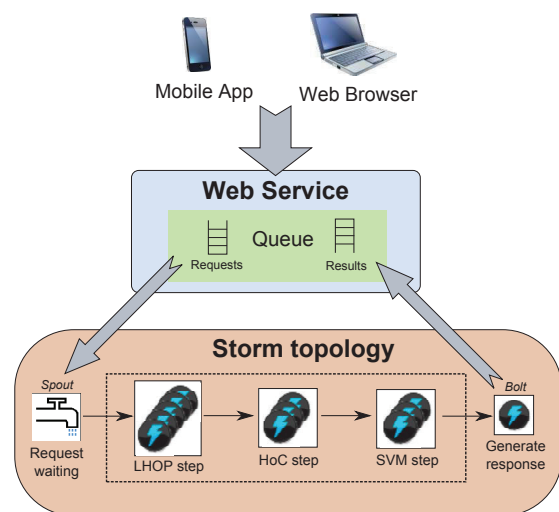 Mobile App
Web Browser
Web Service
Queue
Requests
Results
Storm topology
Spout
Bolt
Request
waiting
LHOP step
HoC step
SVM step
Generate
response